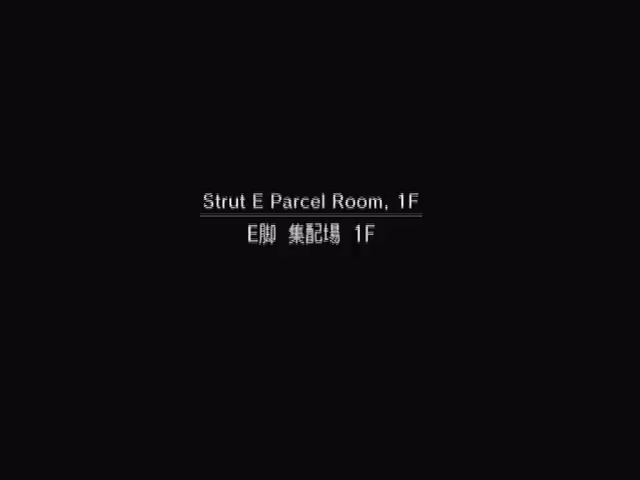 Strut E Parcel Room, 1F
E脚 集配場 1F